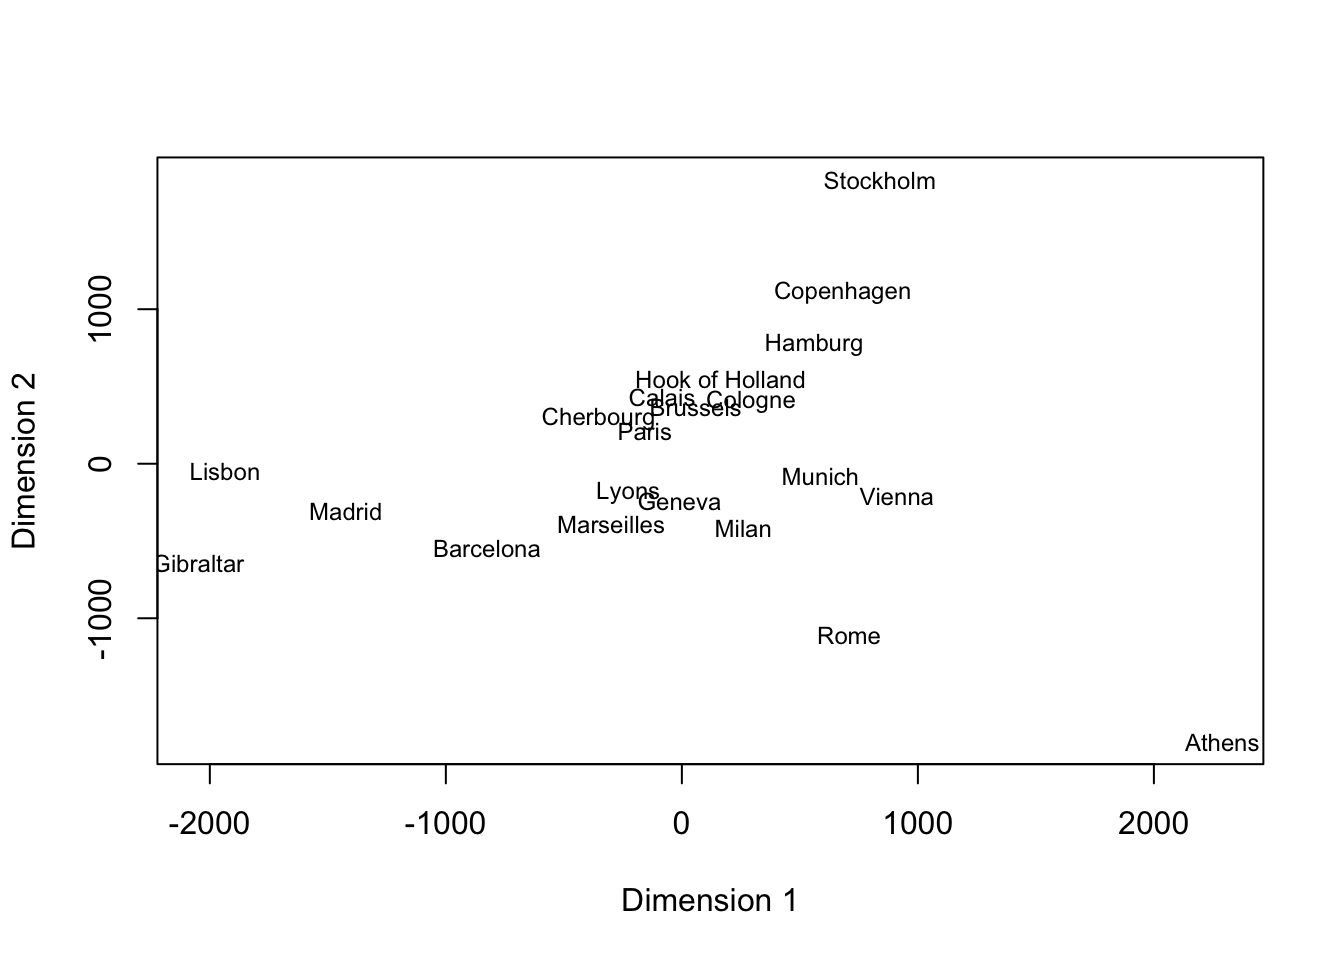 Stockholm
Copenhagen
Hamburg
Hook of Holland
Calais
Cologne
Brussels
Cherbourg
Paris
Lisbon
Munich
Lyons
Vienna
Geneva
Madrid
Marseilles
Milan
Barcelona
Gibraltar
Rome
Athens
1000
0
-1000
Dimension 2
-2000 -1000 0 1000 2000
Dimension 1